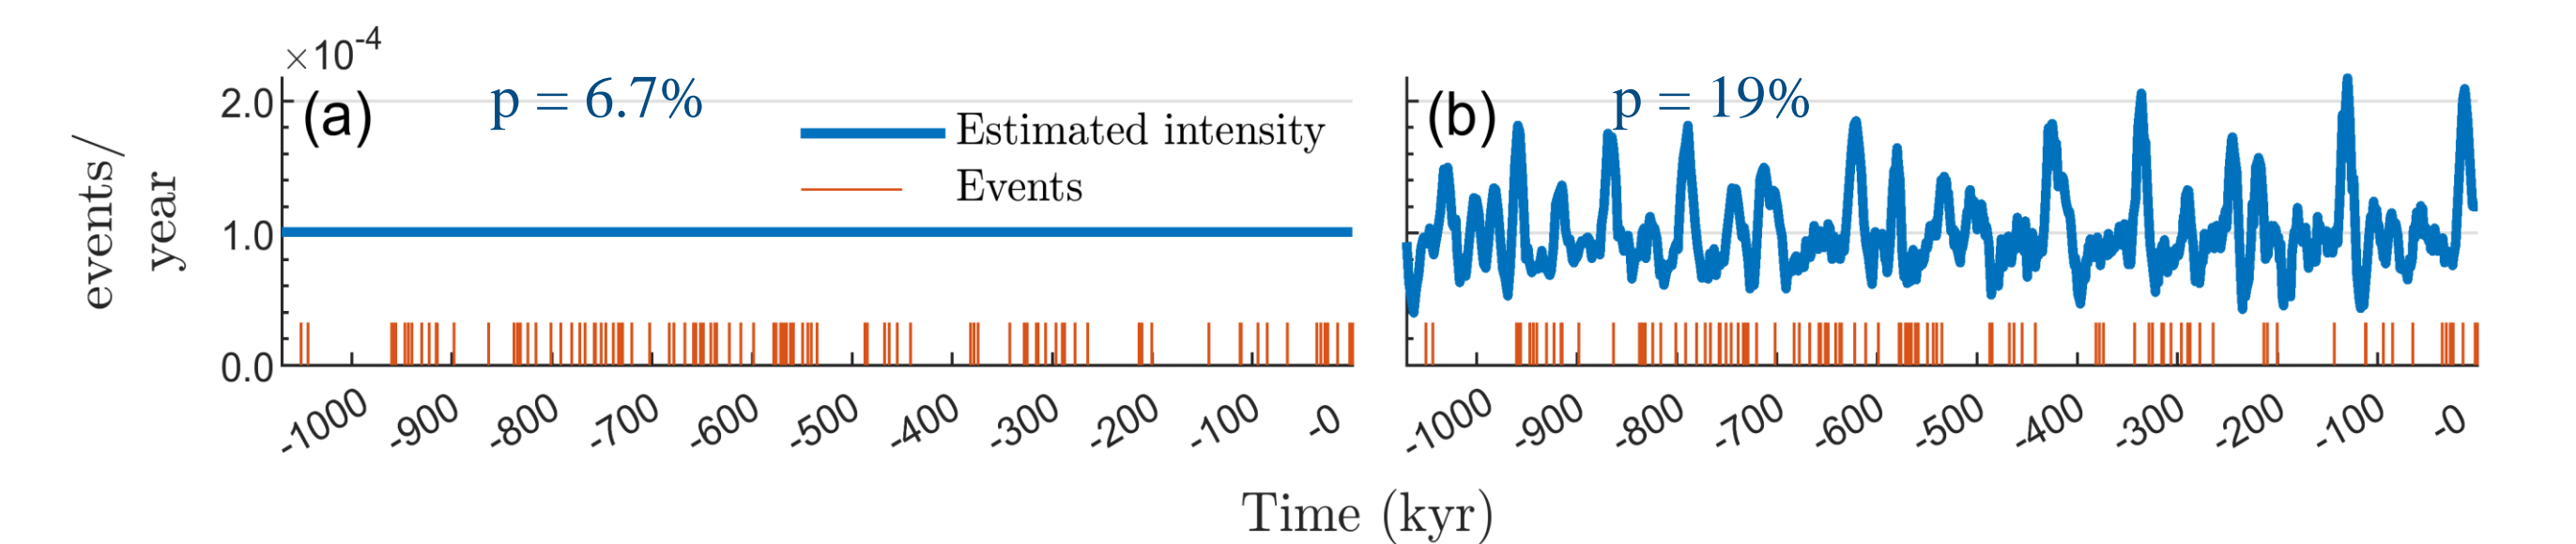 ×10-4
(a) p = 6.7%
Estimated intensity
Events
events/
year
2.0
1.0
0.0
-1000 -900 -800 -700 -600 -500 -400 -300 -200 -100 -0
(b) p = 19%
-1000 -900 -800 -700 -600 -500 -400 -300 -200 -100 -0
Time (kyr)